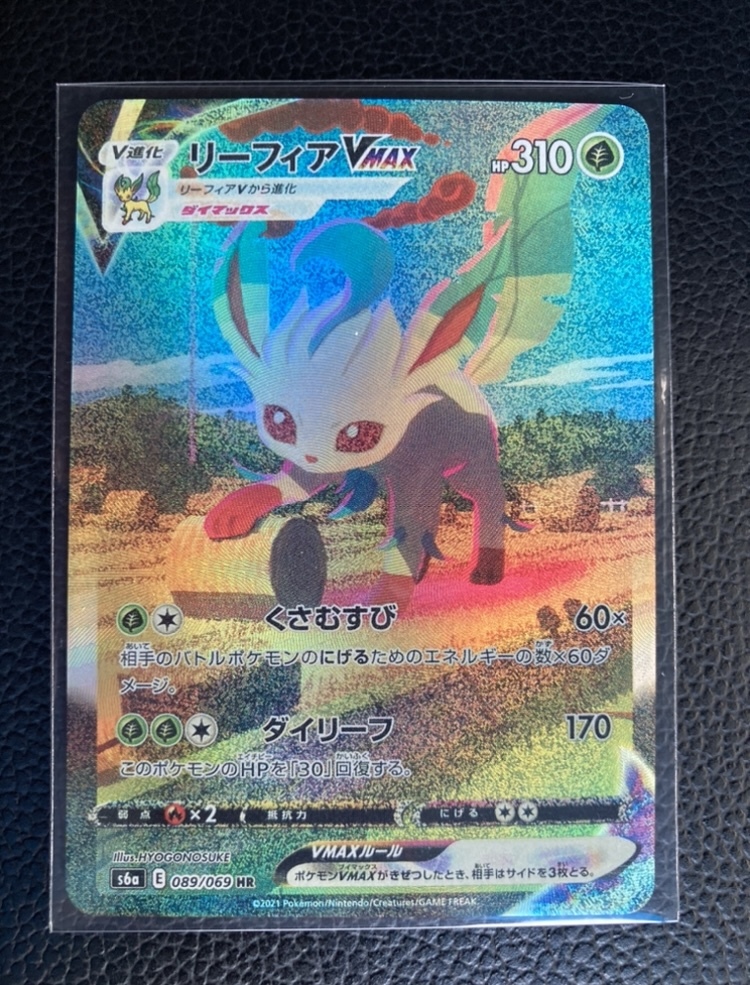 V進化
リーフィアVMAX
HP310
リーフィアVから進化
ダイマックス
くさむすび 60×
相手のバトルポケモンのにげるためのエネルギーの数×60ダ
メージ。
ダイリーフ 170
このポケモンのHPを「30」回復する。
弱点 ×2 抵抗力 にげる
illus.HYOGONOSUKE
VMAXルール
ポケモンVMAXがきぜつしたとき、相手はサイドを3枚とる。
s6a E 089/069 HR
©2021 Pokémon/Nintendo/Creatures/GAME FREAK